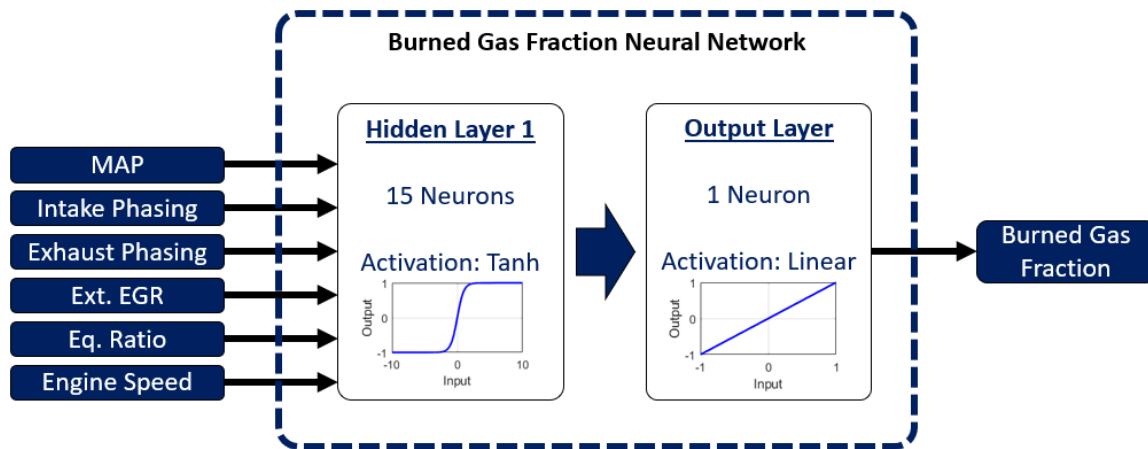 Burned Gas Fraction Neural Network
MAP
Intake Phasing
Exhaust Phasing
Ext. EGR
Eq. Ratio
Engine Speed
Hidden Layer 1
15 Neurons
Activation: Tanh
1
0
-1
Output
-10
0
10
Input
Output Layer
1 Neuron
Activation: Linear
1
0
-1
Output
-1
0
1
Input
Burned Gas
Fraction